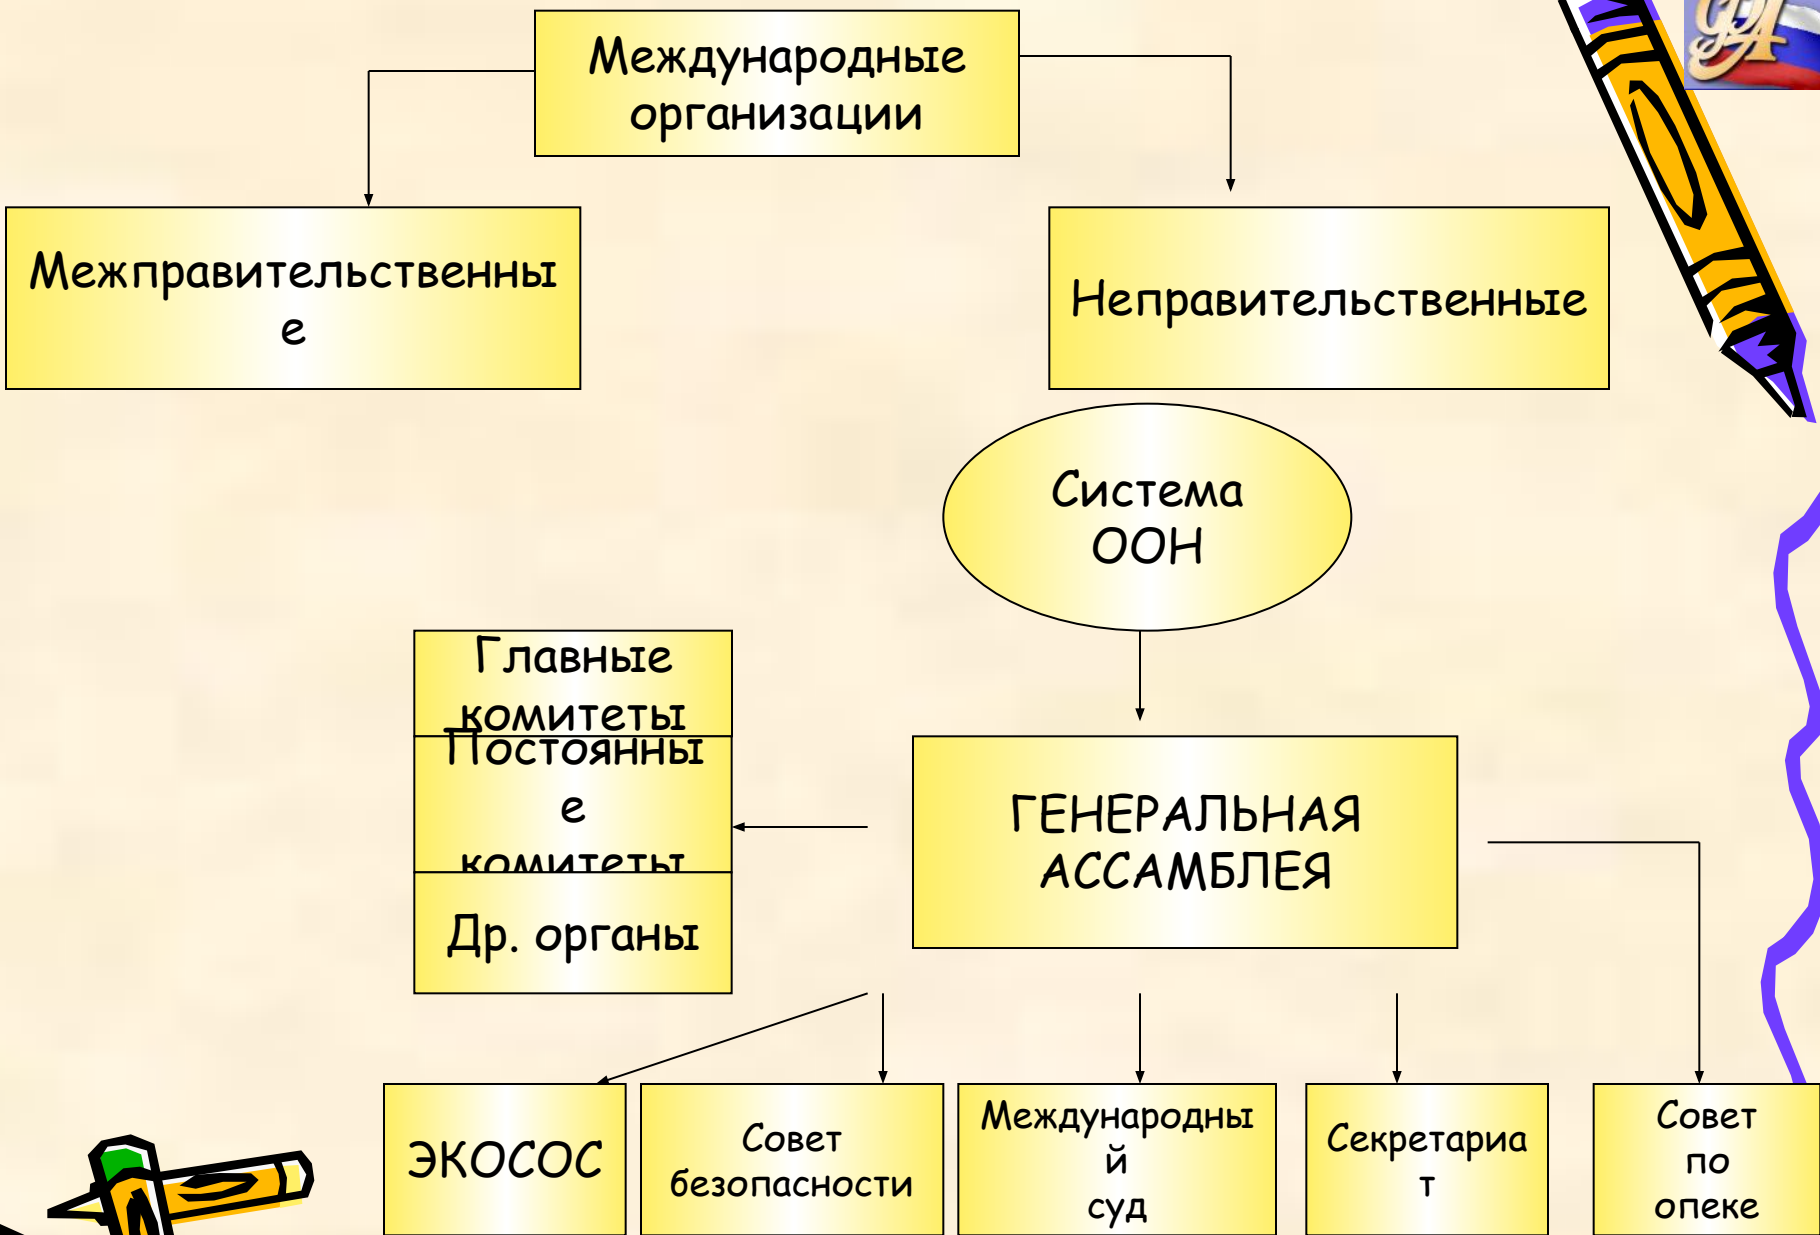 Международные
организации
Межправительственны
е
Неправительственные
Система
ООН
Главные
комитеты
Постоянны
е
комитеты
Др. органы
ГЕНЕРАЛЬНАЯ
АССАМБЛЕЯ
ЭКОСОС
Совет
безопасности
Международны
й
суд
Секретариа
т
Совет
по
опеке